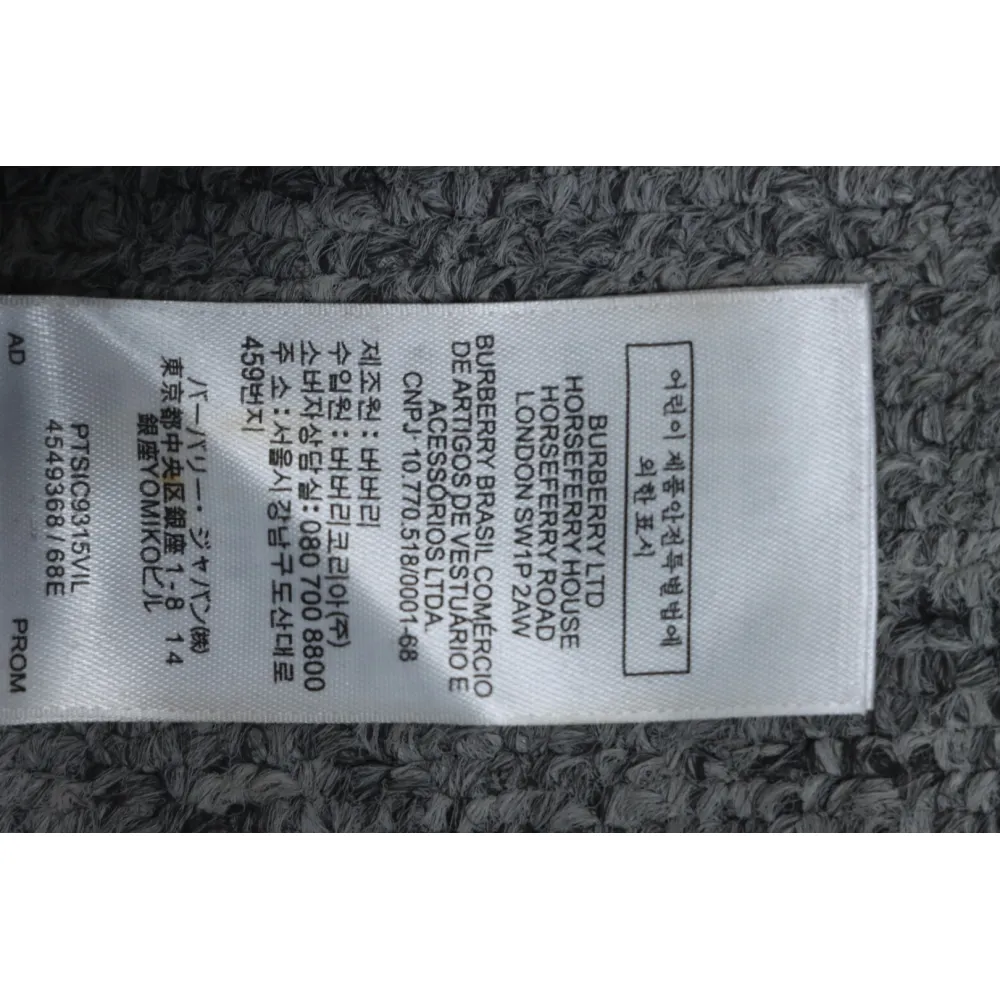 어린이 제품안전특별법에
의한 표시
BURBERRY LTD
HORSEFERRY HOUSE
HORSEFERRY ROAD
LONDON SW1P 2AW
BURBERRY BRASIL COMÉRCIO
DE ARTIGOS DE VESTUÁRIO E
ACESSÓRIOS LTDA.
CNPJ· 10.770.518/0001-68
제조원 : 버버리
수입원 : 버버리코리아(주)
소비자상담실: 080 700 8800
주 소 : 서울시강남구도산대로
459번지
バーバリー・ジャパン㈱
東京都中央区銀座 1 - 8 14
銀座YOMIKOビル
PTSIC9315VIL
4549368 / 68E
AD PROM